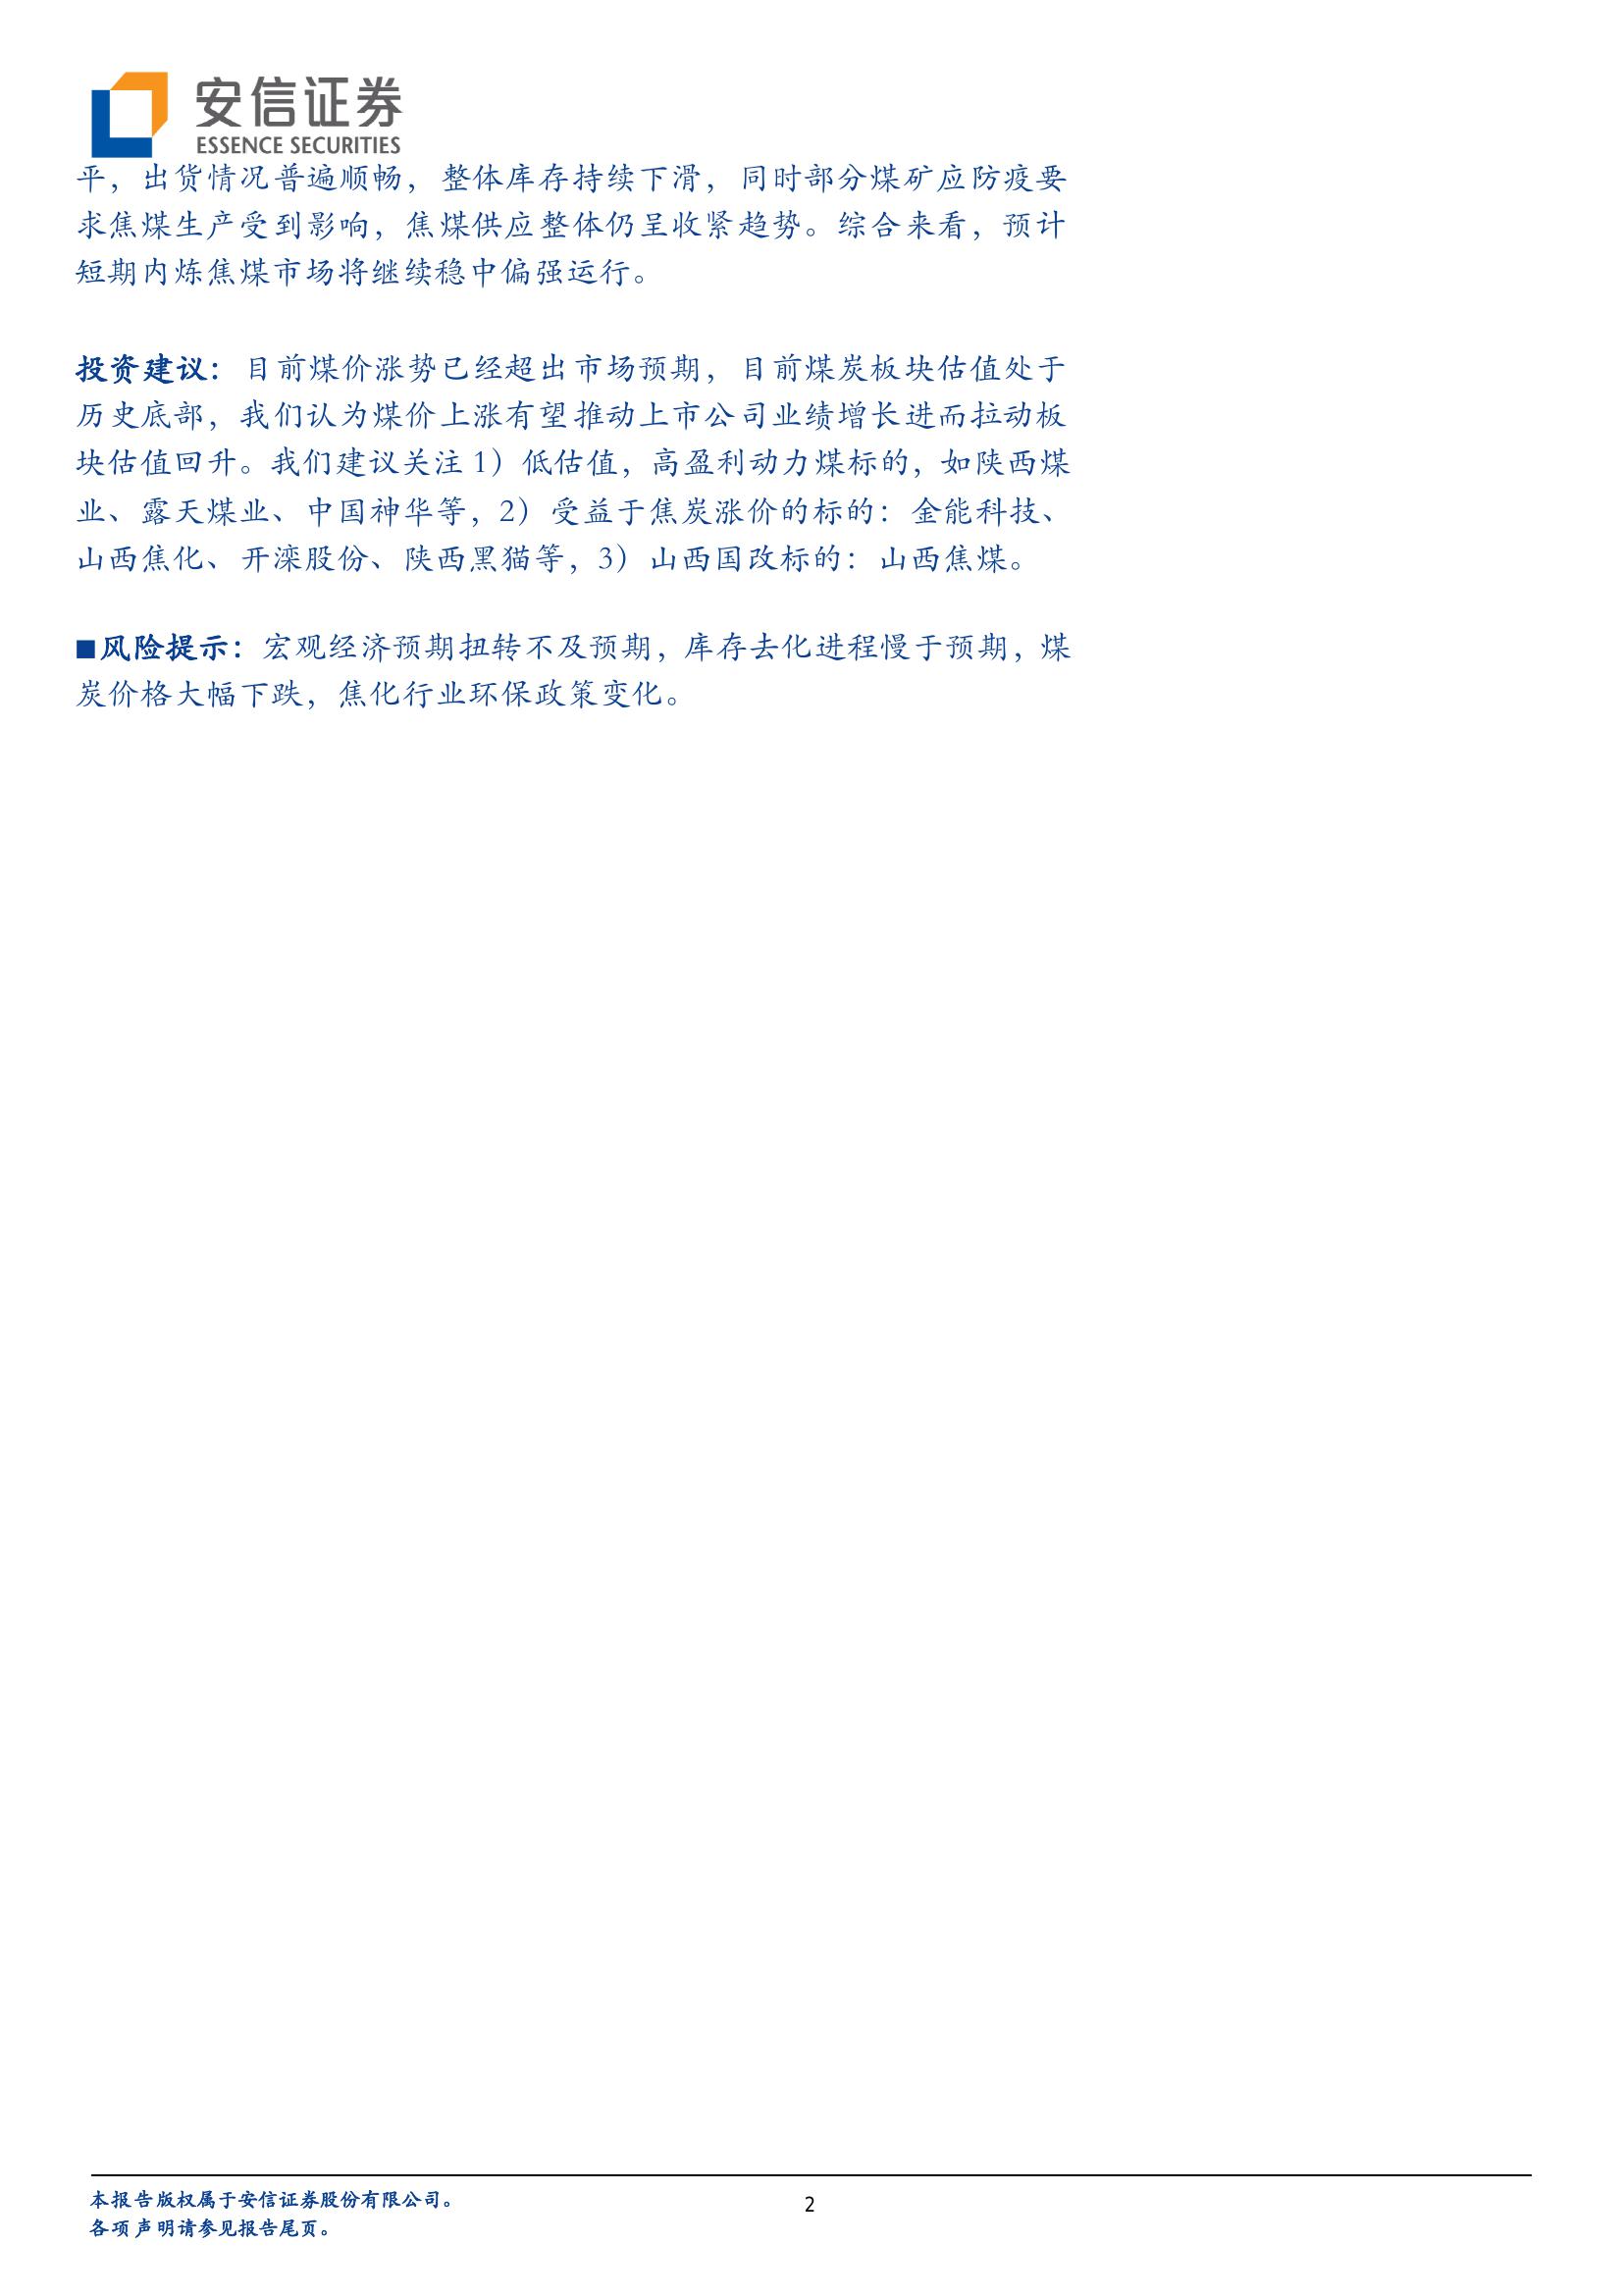 安信证券
ESSENCE SECURITIES
平，出货情况普遍顺畅，整体库存持续下滑，同时部分煤矿应防疫要
求焦煤生产受到影响，焦煤供应整体仍呈收紧趋势。综合来看，预计
短期内炼焦煤市场将继续稳中偏强运行。
投资建议：目前煤价涨势已经超出市场预期，目前煤炭板块估值处于
历史底部，我们认为煤价上涨有望推动上市公司业绩增长进而拉动板
块估值回升。我们建议关注 1）低估值，高盈利动力煤标的，如陕西煤
业、露天煤业、中国神华等，2）受益于焦炭涨价的标的：金能科技、
山西焦化、开滦股份、陕西黑猫等，3）山西国改标的：山西焦煤。
■风险提示：宏观经济预期扭转不及预期，库存去化进程慢于预期，煤
炭价格大幅下跌，焦化行业环保政策变化。
本报告版权属于安信证券股份有限公司。
各项声明请参见报告尾页。
2